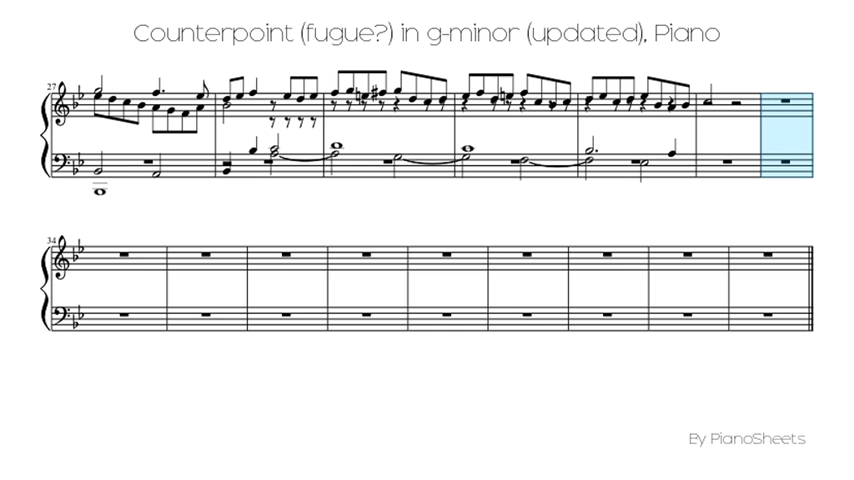 Counterpoint (fugue?) in g-minor (updated), Piano
27
34
By PianoSheets